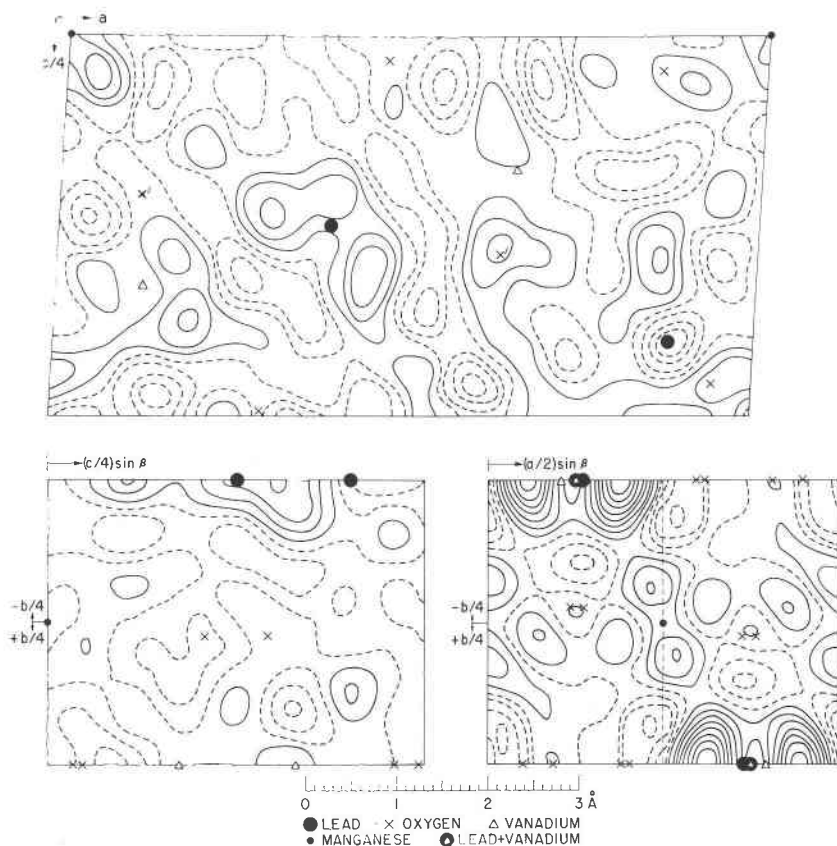 a
c/4
(c/4) sin β
(a/2) sin β
-b/4
+b/4
-b/4
+b/4
0 1 2 3 Å
LEAD × OXYGEN △ VANADIUM
MANGANESE LEAD+VANADIUM